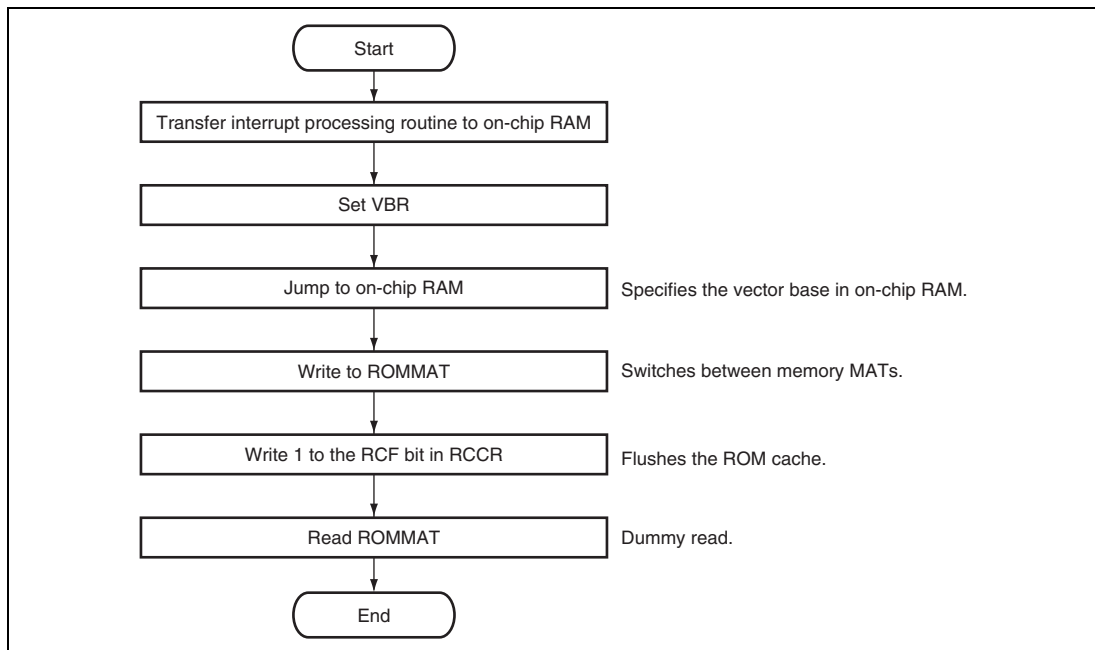 Start
Transfer interrupt processing routine to on-chip RAM
Set VBR
Jump to on-chip RAM
Specifies the vector base in on-chip RAM.
Write to ROMMAT
Switches between memory MATs.
Write 1 to the RCF bit in RCCR
Flushes the ROM cache.
Read ROMMAT
Dummy read.
End